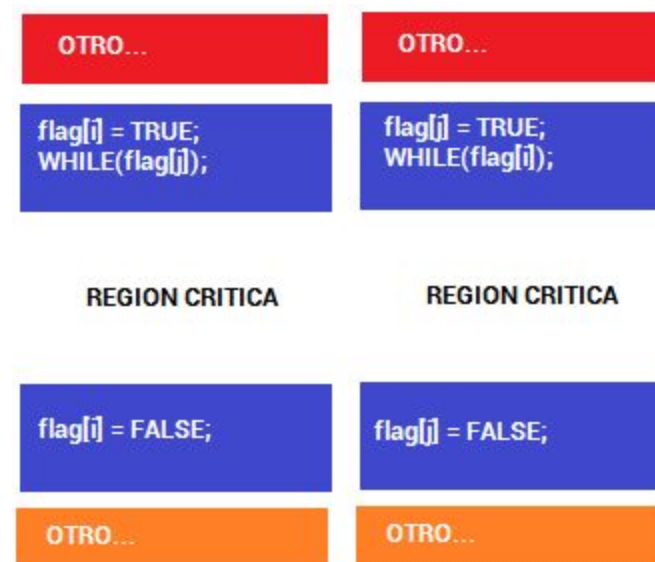 OTRO...
flag[i] = TRUE;
WHILE(flag[j]);
REGION CRITICA
flag[i] = FALSE;
OTRO...
OTRO...
flag[j] = TRUE;
WHILE(flag[i]);
REGION CRITICA
flag[j] = FALSE;
OTRO...